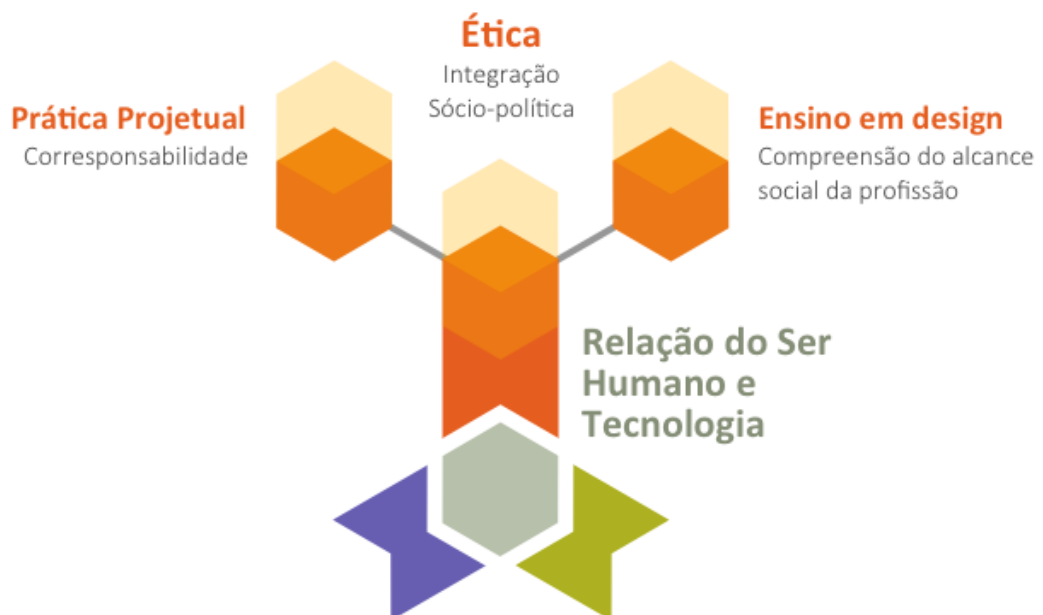 Ética
Integração
Sócio-política
Prática Projetual
Corresponsabilidade
Ensino em design
Compreensão do alcance
social da profissão
Relação do Ser
Humano e
Tecnologia